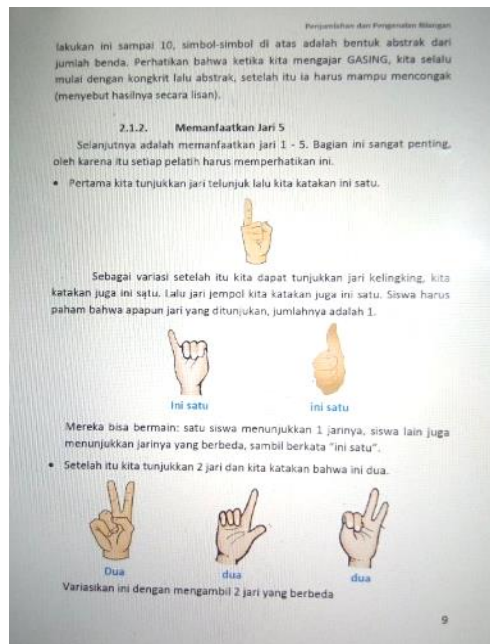 Penjumlahan dan Pengenalan Bilangan
lakukan ini sampai 10, simbol-simbol di atas adalah bentuk abstrak dari
jumlah benda. Perhatikan bahwa ketika kita mengajar GASING, kita selalu
mulai dengan kongkrit lalu abstrak, setelah itu ia harus mampu mencongak
(menyebut hasilnya secara lisan).
2.1.2. Memanfaatkan Jari 5
Selanjutnya adalah memanfaatkan jari 1 - 5. Bagian ini sangat penting,
oleh karena itu setiap pelatih harus memperhatikan ini.
• Pertama kita tunjukkan jari telunjuk lalu kita katakan ini satu.
Sebagai variasi setelah itu kita dapat tunjukkan jari kelingking, kita
katakan juga ini satu. Lalu jari jempol kita katakan juga ini satu. Siswa harus
paham bahwa apapun jari yang ditunjukan, jumlahnya adalah 1.
Ini satu ini satu
Mereka bisa bermain: satu siswa menunjukkan 1 jarinya, siswa lain juga
menunjukkan jarinya yang berbeda, sambil berkata "ini satu".
• Setelah itu kita tunjukkan 2 jari dan kita katakan bahwa ini dua.
Dua dua dua
Variasikan ini dengan mengambil 2 jari yang berbeda
9